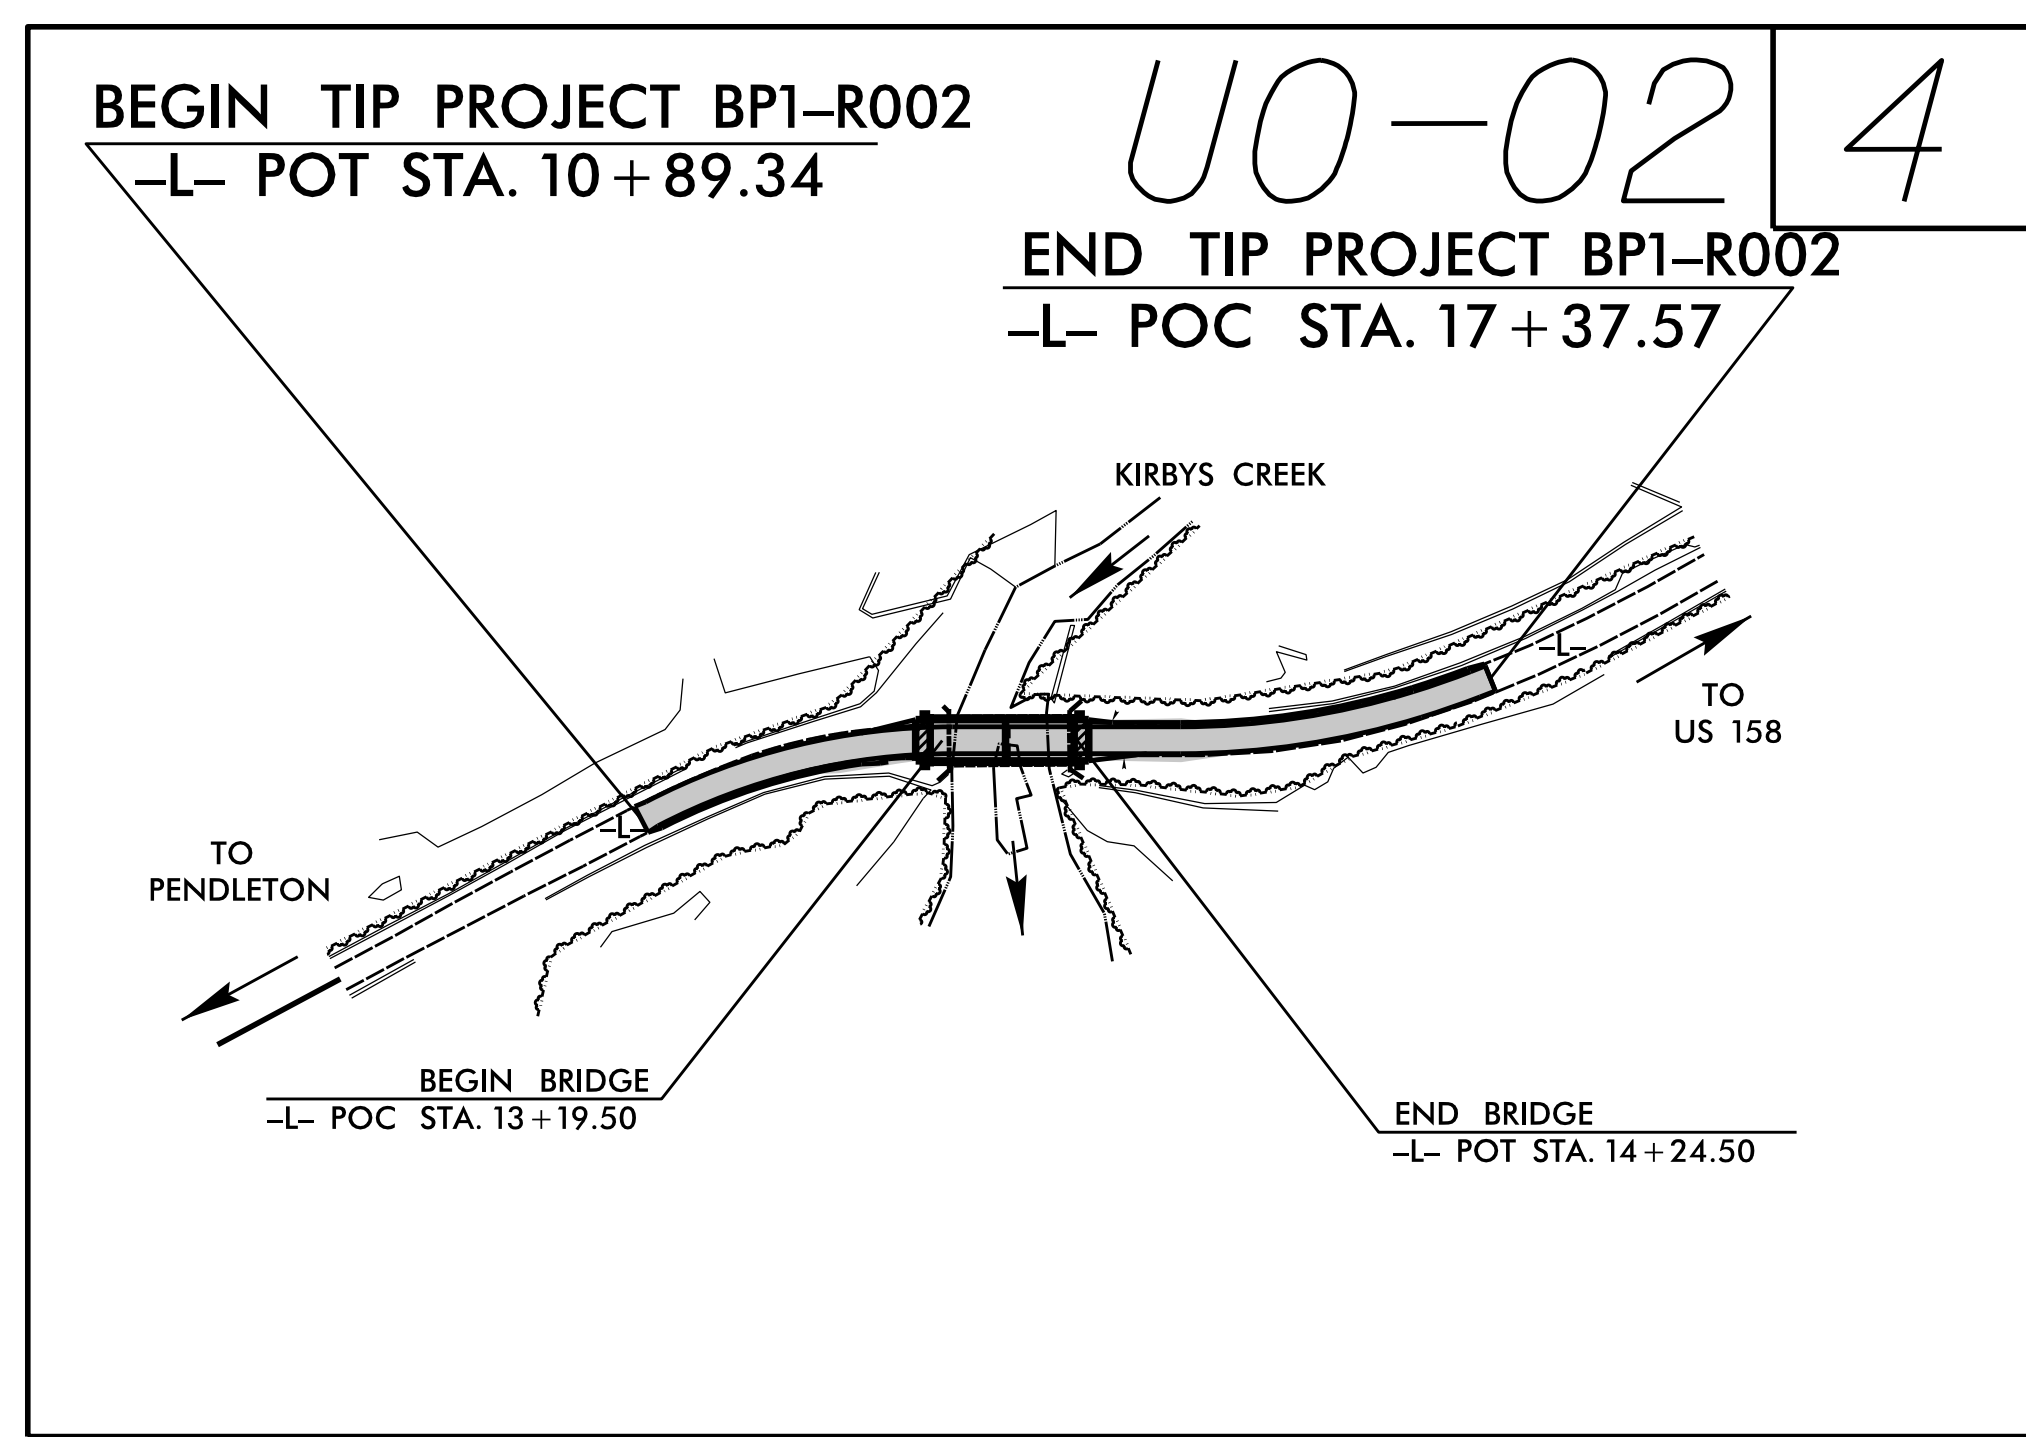 BEGIN TIP PROJECT BP1-R002
-L- POT STA. 10+89.34
UO-02
4
END TIP PROJECT BP1-R002
-L- POC STA. 17+37.57
KIRBYS CREEK
-L-
TO
US 158
-L-
TO
PENDLETON
BEGIN BRIDGE
-L- POC STA. 13+19.50
END BRIDGE
-L- POT STA. 14+24.50